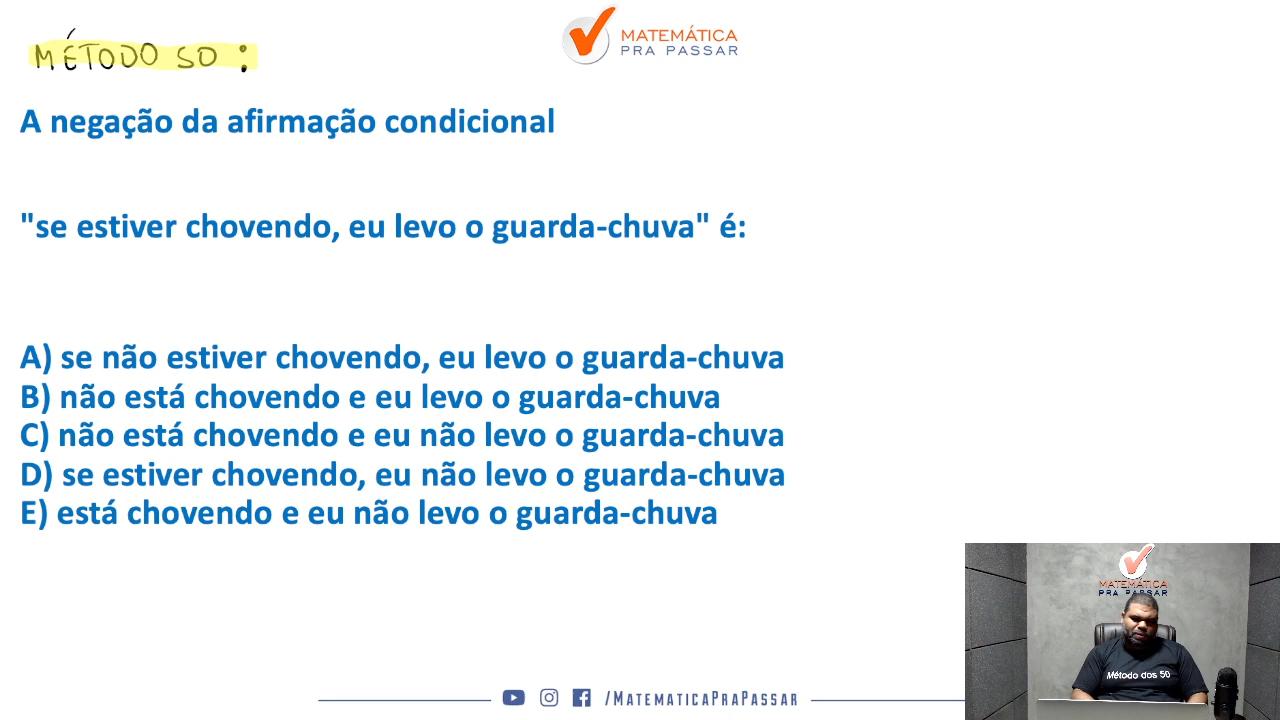 MÉTODO 50 :
MATEMÁTICA
PRA PASSAR
A negação da afirmação condicional
"se estiver chovendo, eu levo o guarda-chuva" é:
A) se não estiver chovendo, eu levo o guarda-chuva
B) não está chovendo e eu levo o guarda-chuva
C) não está chovendo e eu não levo o guarda-chuva
D) se estiver chovendo, eu não levo o guarda-chuva
E) está chovendo e eu não levo o guarda-chuva
MATEMÁTICA
PRA PASSAR
Método dos 50
/MATEMATICAPRAPASSAR